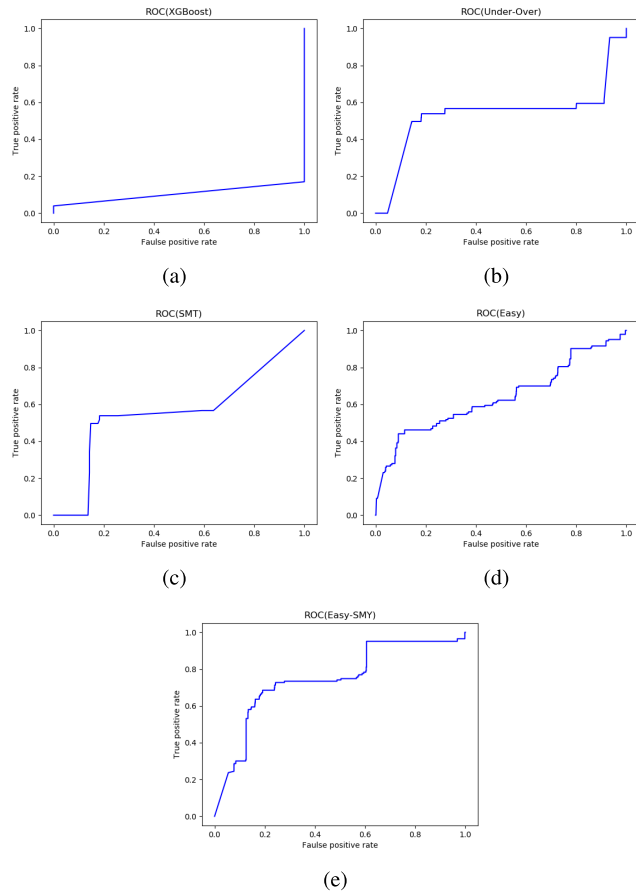 ROC(XGBoost)
True positive rate
1.0
0.8
0.6
0.4
0.2
0.0
0.0 0.2 0.4 0.6 0.8 1.0
Faulse positive rate
(a)
ROC(Under-Over)
True positive rate
1.0
0.8
0.6
0.4
0.2
0.0
0.0 0.2 0.4 0.6 0.8 1.0
Faulse positive rate
(b)
ROC(SMT)
True positive rate
1.0
0.8
0.6
0.4
0.2
0.0
0.0 0.2 0.4 0.6 0.8 1.0
Faulse positive rate
(c)
ROC(Easy)
True positive rate
1.0
0.8
0.6
0.4
0.2
0.0
0.0 0.2 0.4 0.6 0.8 1.0
Faulse positive rate
(d)
ROC(Easy-SMY)
True positive rate
1.0
0.8
0.6
0.4
0.2
0.0
0.0 0.2 0.4 0.6 0.8 1.0
Faulse positive rate
(e)